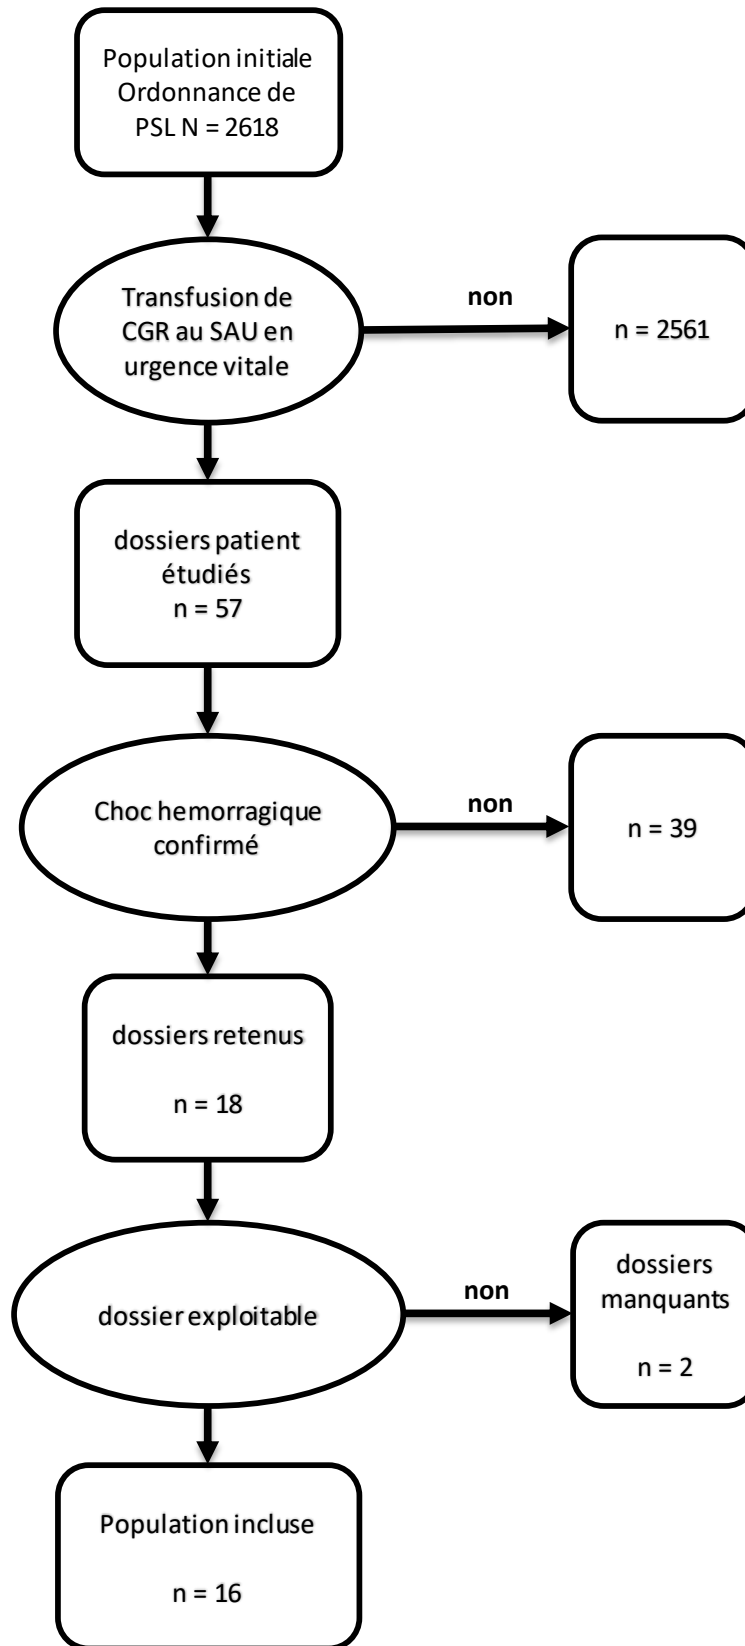 Population initiale
Ordonnance de
PSL N = 2618
Transfusion de
CGR au SAU en
urgence vitale
non
n = 2561
dossiers patient
étudiés
n = 57
Choc hemorragique
confirmé
non
n = 39
dossiers retenus
n = 18
dossier exploitable
non
dossiers
manquants
n = 2
Population incluse
n = 16